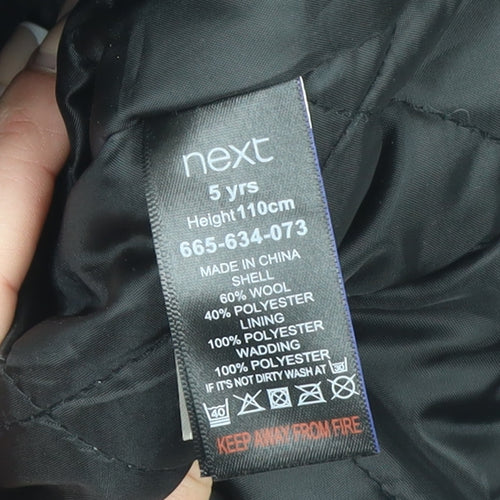 next
5 yrs
Height 110cm
665-634-073
MADE IN CHINA
SHELL
60% WOOL
40% POLYESTER
LINING
100% POLYESTER
WADDING
100% POLYESTER
IF IT'S NOT DIRTY WASH AT 30
40
KEEP AWAY FROM FIRE